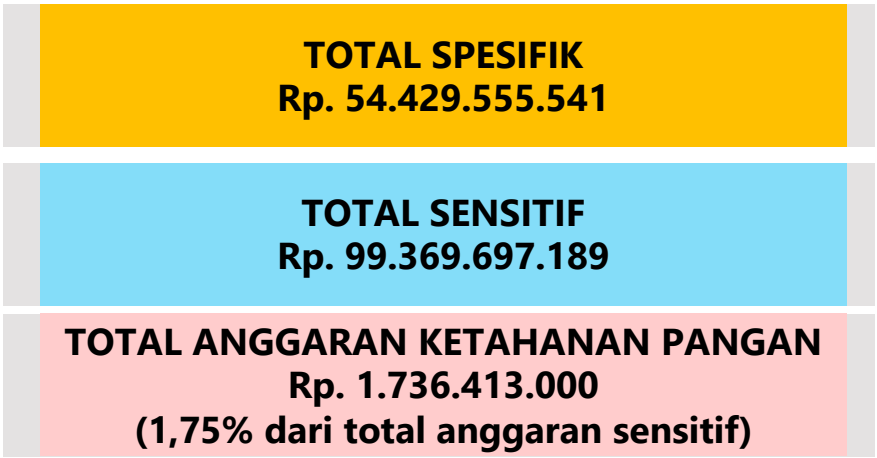 TOTAL SPESIFIK
Rp. 54.429.555.541
TOTAL SENSITIF
Rp. 99.369.697.189
TOTAL ANGGARAN KETAHANAN PANGAN
Rp. 1.736.413.000
(1,75% dari total anggaran sensitif)